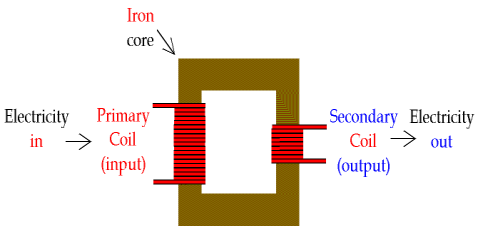 Iron
core
Electricity
in
Primary
Coil
(input)
Secondary
Coil
(output)
Electricity
out